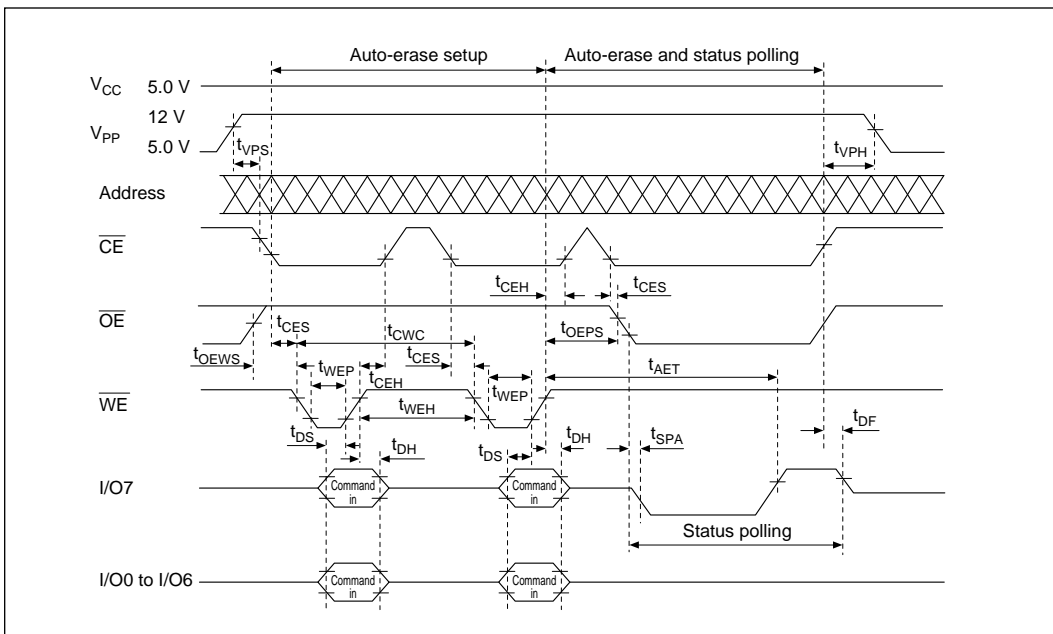 Auto-erase setup Auto-erase and status polling
VCC 5.0 V
12 V
VPP
5.0 V
tVPS tVPH
Address
CE
tCEH tCES
OE
tCES tCWC tOEPS
tOEWS tWEP tCES tAET
tCEH tWEP
WE
tWEH tDF
tDS tDH tDS tDH tSPA
I/O7 Command in Command in
Status polling
I/O0 to I/O6 Command in Command in